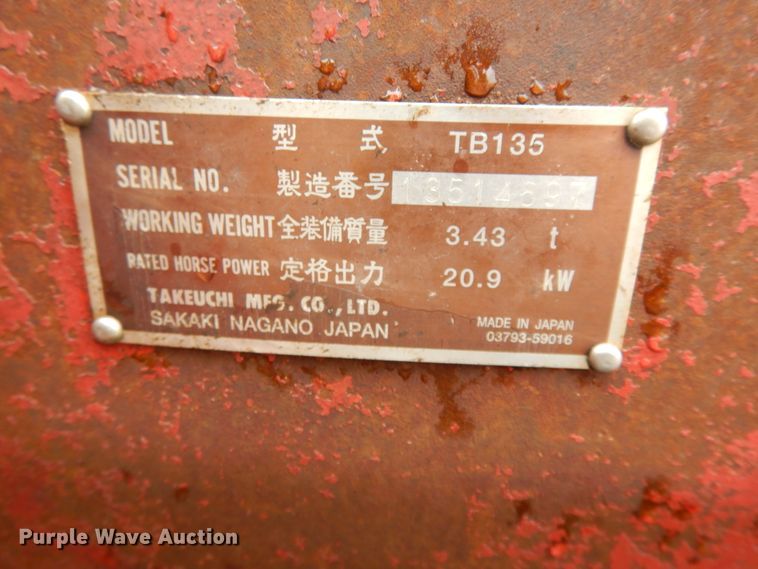 MODEL 型式 TB135
SERIAL NO. 製造番号 13514697
WORKING WEIGHT 全装備質量 3.43 t
RATED HORSE POWER 定格出力 20.9 kW
TAKEUCHI MFG. CO., LTD.
SAKAKI NAGANO JAPAN
MADE IN JAPAN
03793-59016
Purple Wave Auction